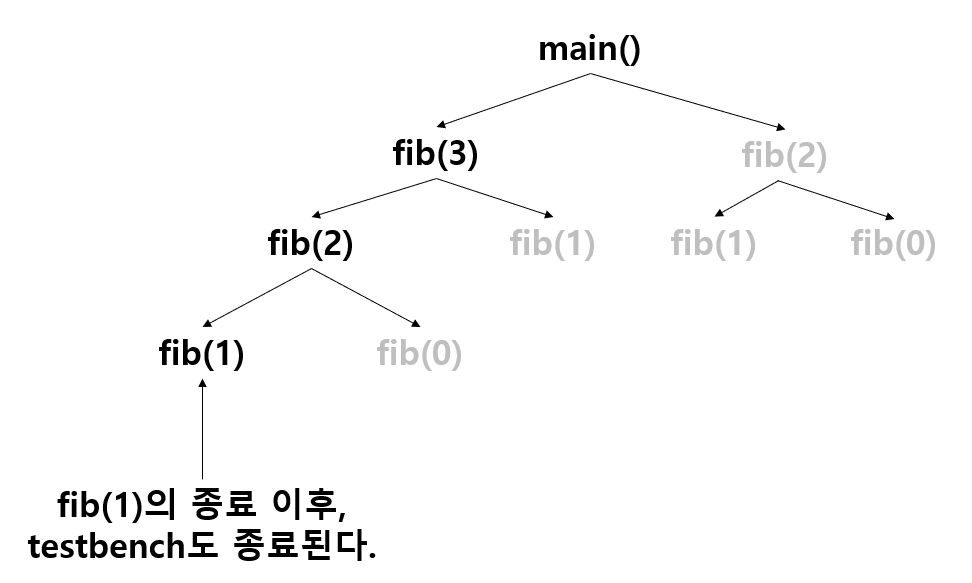 main()
fib(3) fib(2)
fib(2) fib(1) fib(1) fib(0)
fib(1) fib(0)
fib(1)의 종료 이후,
testbench도 종료된다.